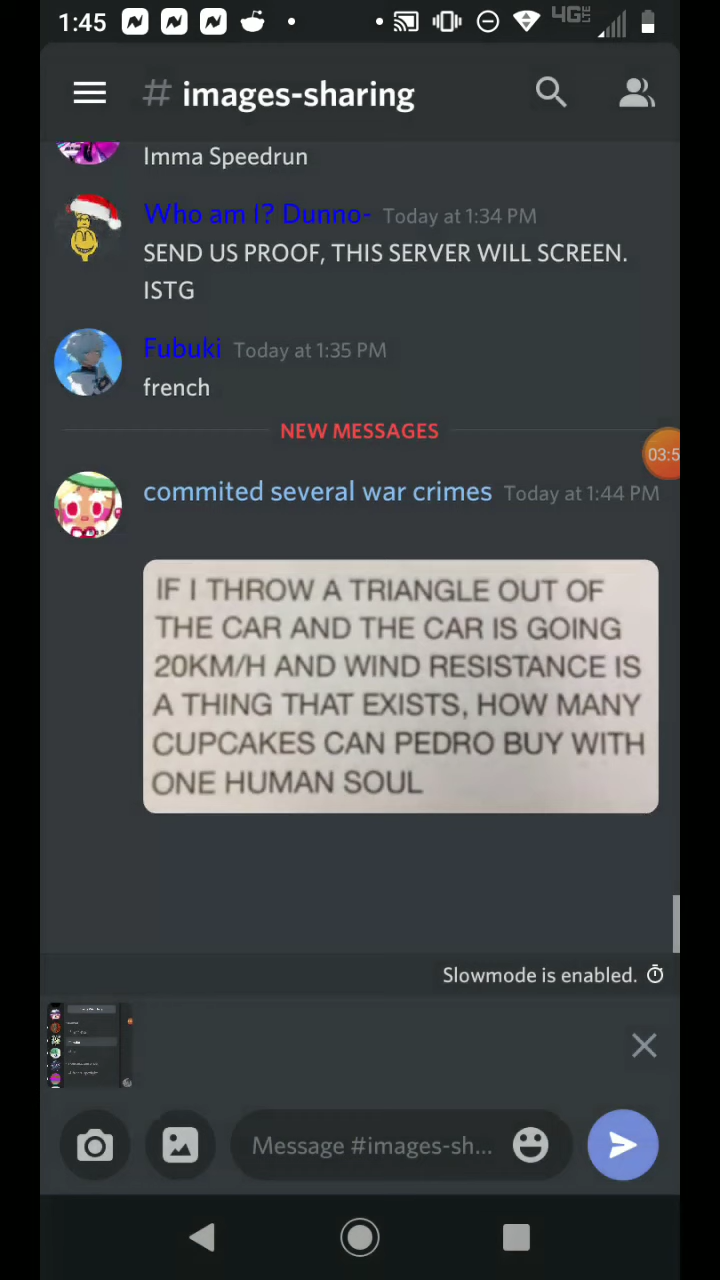 1:45
4GE
# images-sharing
Imma Speedrun
Who am I? Dunno- Today at 1:34 PM
SEND US PROOF, THIS SERVER WILL SCREEN.
ISTG
Fubuki Today at 1:35 PM
french
NEW MESSAGES
03:5
commited several war crimes Today at 1:44 PM
IF I THROW A TRIANGLE OUT OF
THE CAR AND THE CAR IS GOING
20KM/H AND WIND RESISTANCE IS
A THING THAT EXISTS, HOW MANY
CUPCAKES CAN PEDRO BUY WITH
ONE HUMAN SOUL
Slowmode is enabled.
Message #images-sh...